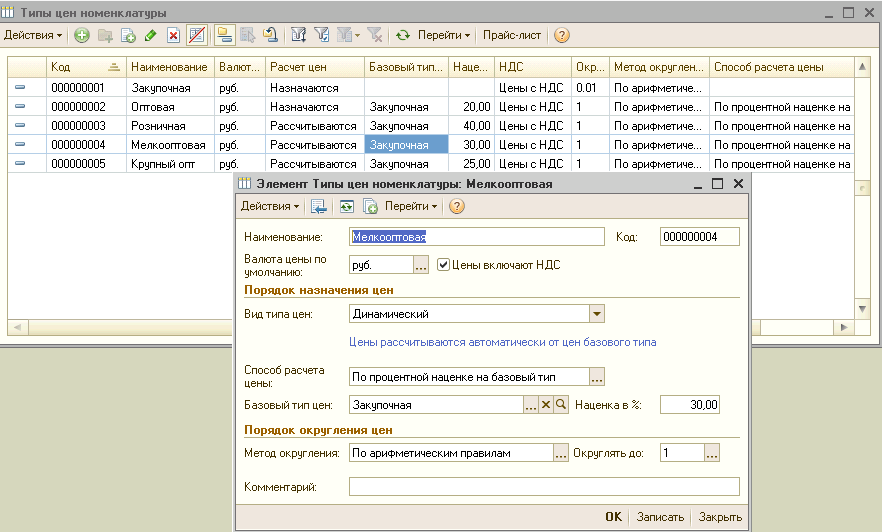 Типы цен номенклатуры
Действия Перейти Прайс-лист
Код Наименование Валют... Расчет цен Базовый тип... Наце... НДС Окр... Метод округлен... Способ расчета цены
000000001 Закупочная руб. Назначаются Цены с НДС 0.01 По арифметиче...
000000002 Оптовая руб. Назначаются Закупочная 20,00 Цены с НДС 1 По арифметиче... По процентной наценке на
000000003 Розничная руб. Рассчитываются Закупочная 40,00 Цены с НДС 1 По арифметиче... По процентной наценке на
000000004 Мелкооптовая руб. Рассчитываются Закупочная 30,00 Цены с НДС 1 По арифметиче... По процентной наценке на
000000005 Крупный опт руб. Рассчитываются Закупочная 25,00 Цены с НДС 1 По арифметиче... По процентной наценке на
Элемент Типы цен номенклатуры: Мелкооптовая
Действия Перейти
Наименование: Мелкооптовая Код: 000000004
Валюта цены по
умолчанию: руб. ... Цены включают НДС
Порядок назначения цен
Вид типа цен: Динамический
Цены рассчитываются автоматически от цен базового типа
Способ расчета
цены: По процентной наценке на базовый тип ...
Базовый тип цен: Закупочная ... Наценка в %: 30,00
Порядок округления цен
Метод округления: По арифметическим правилам ... Округлять до: 1 ...
Комментарий:
OK Записать Закрыть